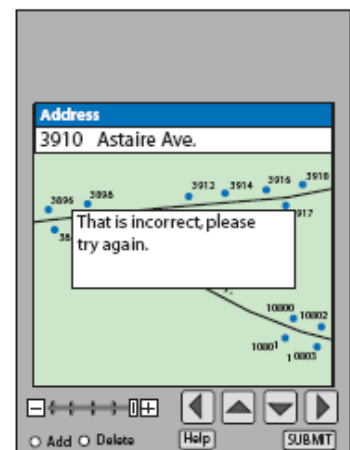 Address
3910 Astaire Ave.
3912 3914 3916 3918
3896 3898
That is incorrect, please
try again.
10800 10802
10801
10803
Add Delete Help SUBMIT